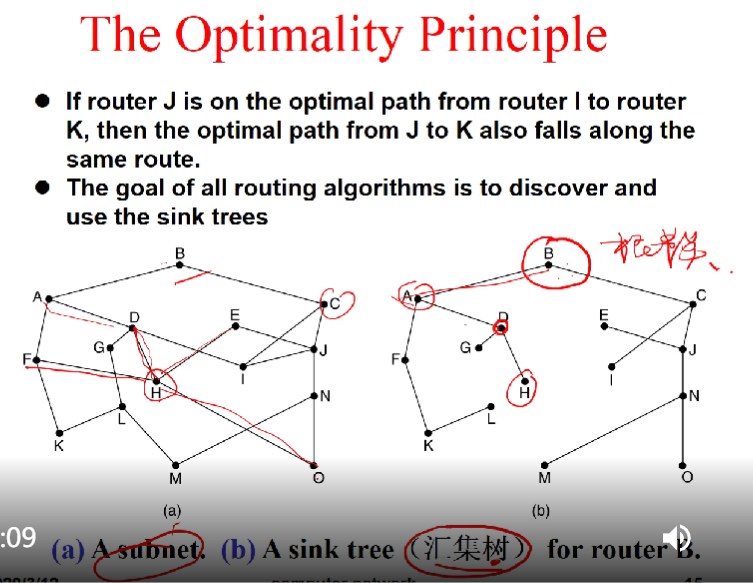 The Optimality Principle
● If router J is on the optimal path from router I to router
K, then the optimal path from J to K also falls along the
same route.
● The goal of all routing algorithms is to discover and
use the sink trees
B
A
C
D
E
G
F
J
I
H
N
L
K
M
O
(a)
B
A
C
D
E
G
F
J
I
H
N
L
K
M
O
(b)
:09
(a) A subnet. (b) A sink tree (汇集树) for router B.
computer network
15